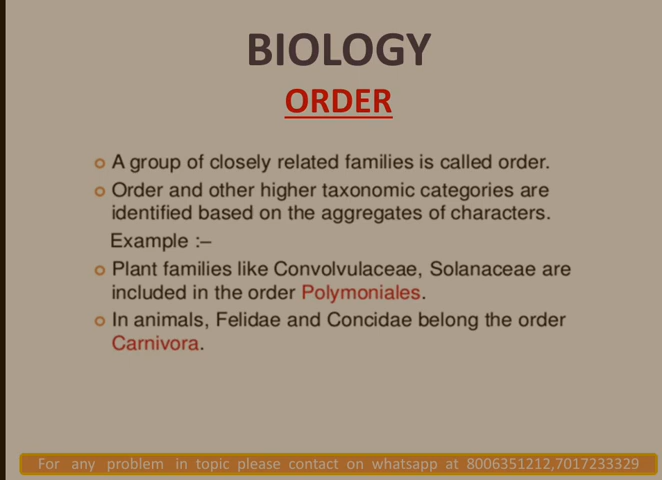 BIOLOGY
ORDER
A group of closely related families is called order.
Order and other higher taxonomic categories are
identified based on the aggregates of characters.
Example :–
Plant families like Convolvulaceae, Solanaceae are
included in the order Polymoniales.
In animals, Felidae and Concidae belong the order
Carnivora.
For any problem in topic please contact on whatsapp at 8006351212,7017233329